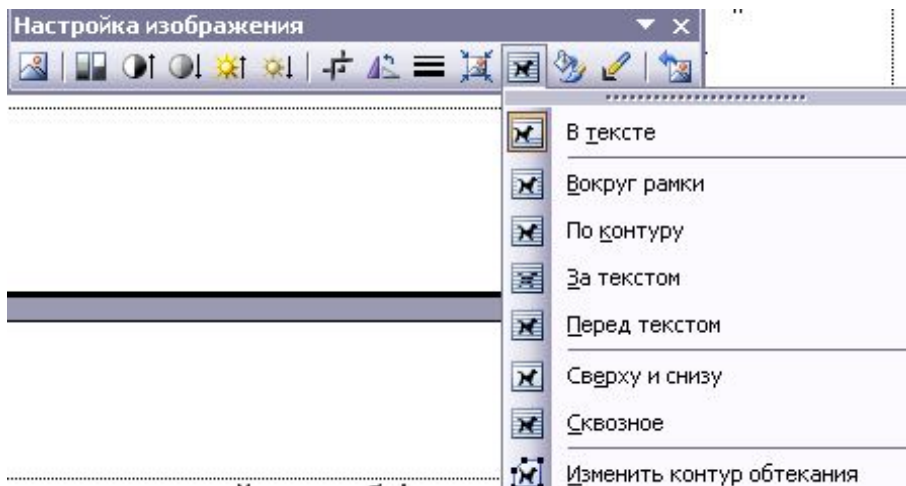 Настройка изображения
В тексте
Вокруг рамки
По контуру
За текстом
Перед текстом
Сверху и снизу
Сквозное
Изменить контур обтекания